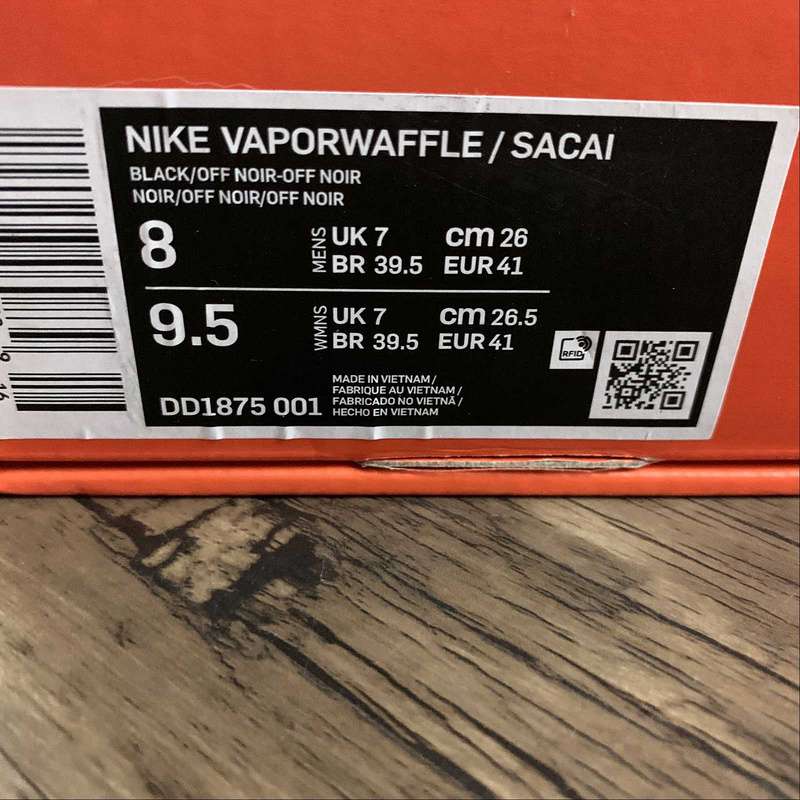 NIKE VAPORWAFFLE / SACAI
BLACK/OFF NOIR-OFF NOIR
NOIR/OFF NOIR/OFF NOIR
8 MENS UK 7 cm 26
BR 39.5 EUR 41
9.5 WMNS UK 7 cm 26.5
BR 39.5 EUR 41
RFID
DD1875 001
MADE IN VIETNAM /
FABRIQUE AU VIETNAM /
FABRICADO NO VIETNÃ /
HECHO EN VIETNAM